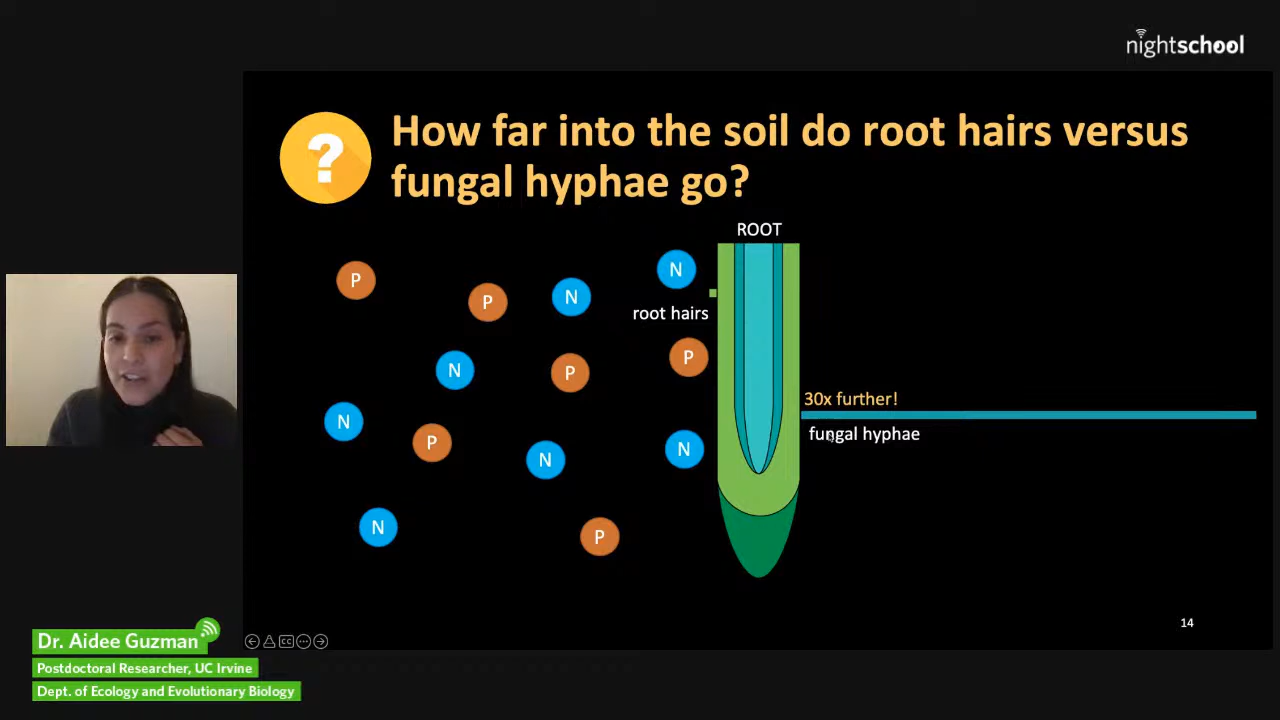 nightschool
?
How far into the soil do root hairs versus
fungal hyphae go?
ROOT
N
P
P
N
root hairs
P
N
P
30x further!
N
P
fungal hyphae
N
N
N
P
14
Dr. Aidee Guzman
CC
Postdoctoral Researcher, UC Irvine
Dept. of Ecology and Evolutionary Biology